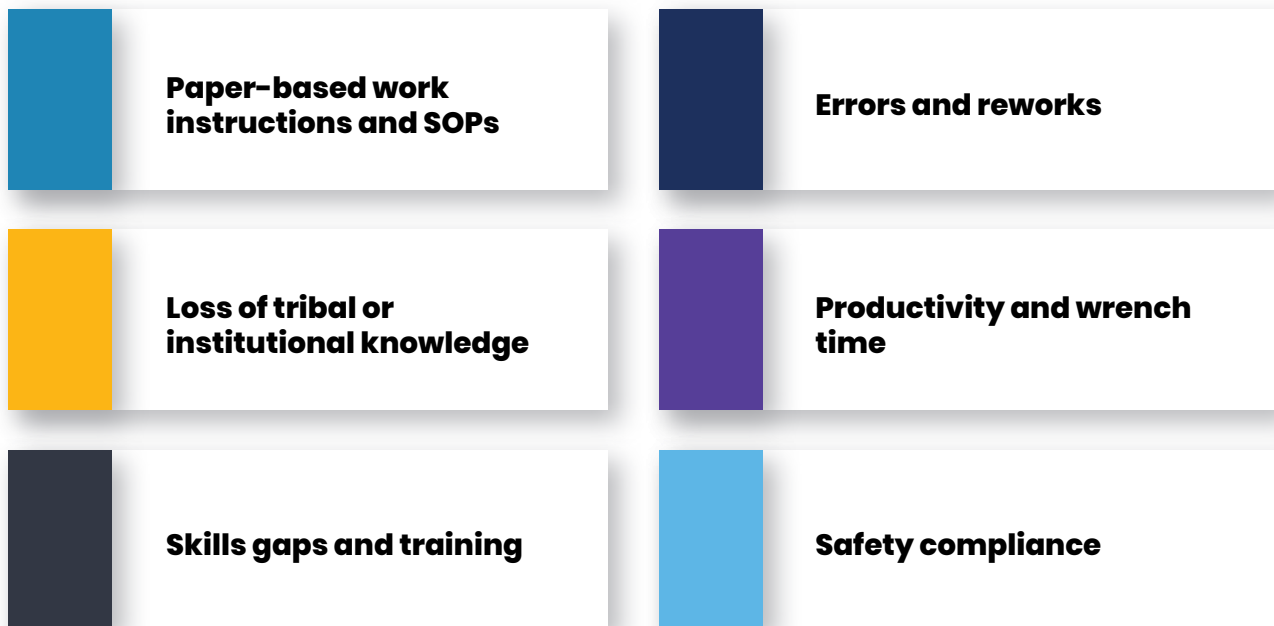 Paper-based work
instructions and SOPs
Errors and reworks
Loss of tribal or
institutional knowledge
Productivity and wrench
time
Skills gaps and training
Safety compliance